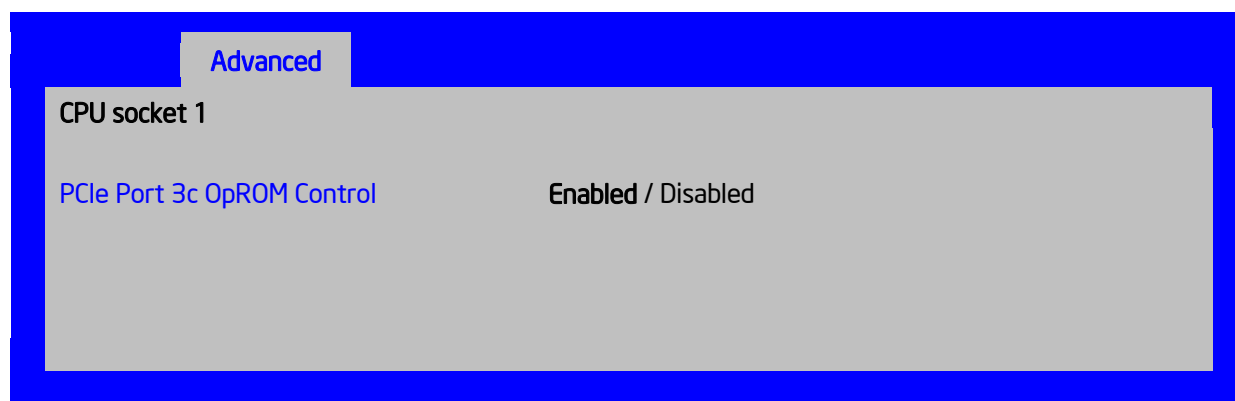 Advanced
CPU socket 1
PCIe Port 3c OpROM Control Enabled / Disabled